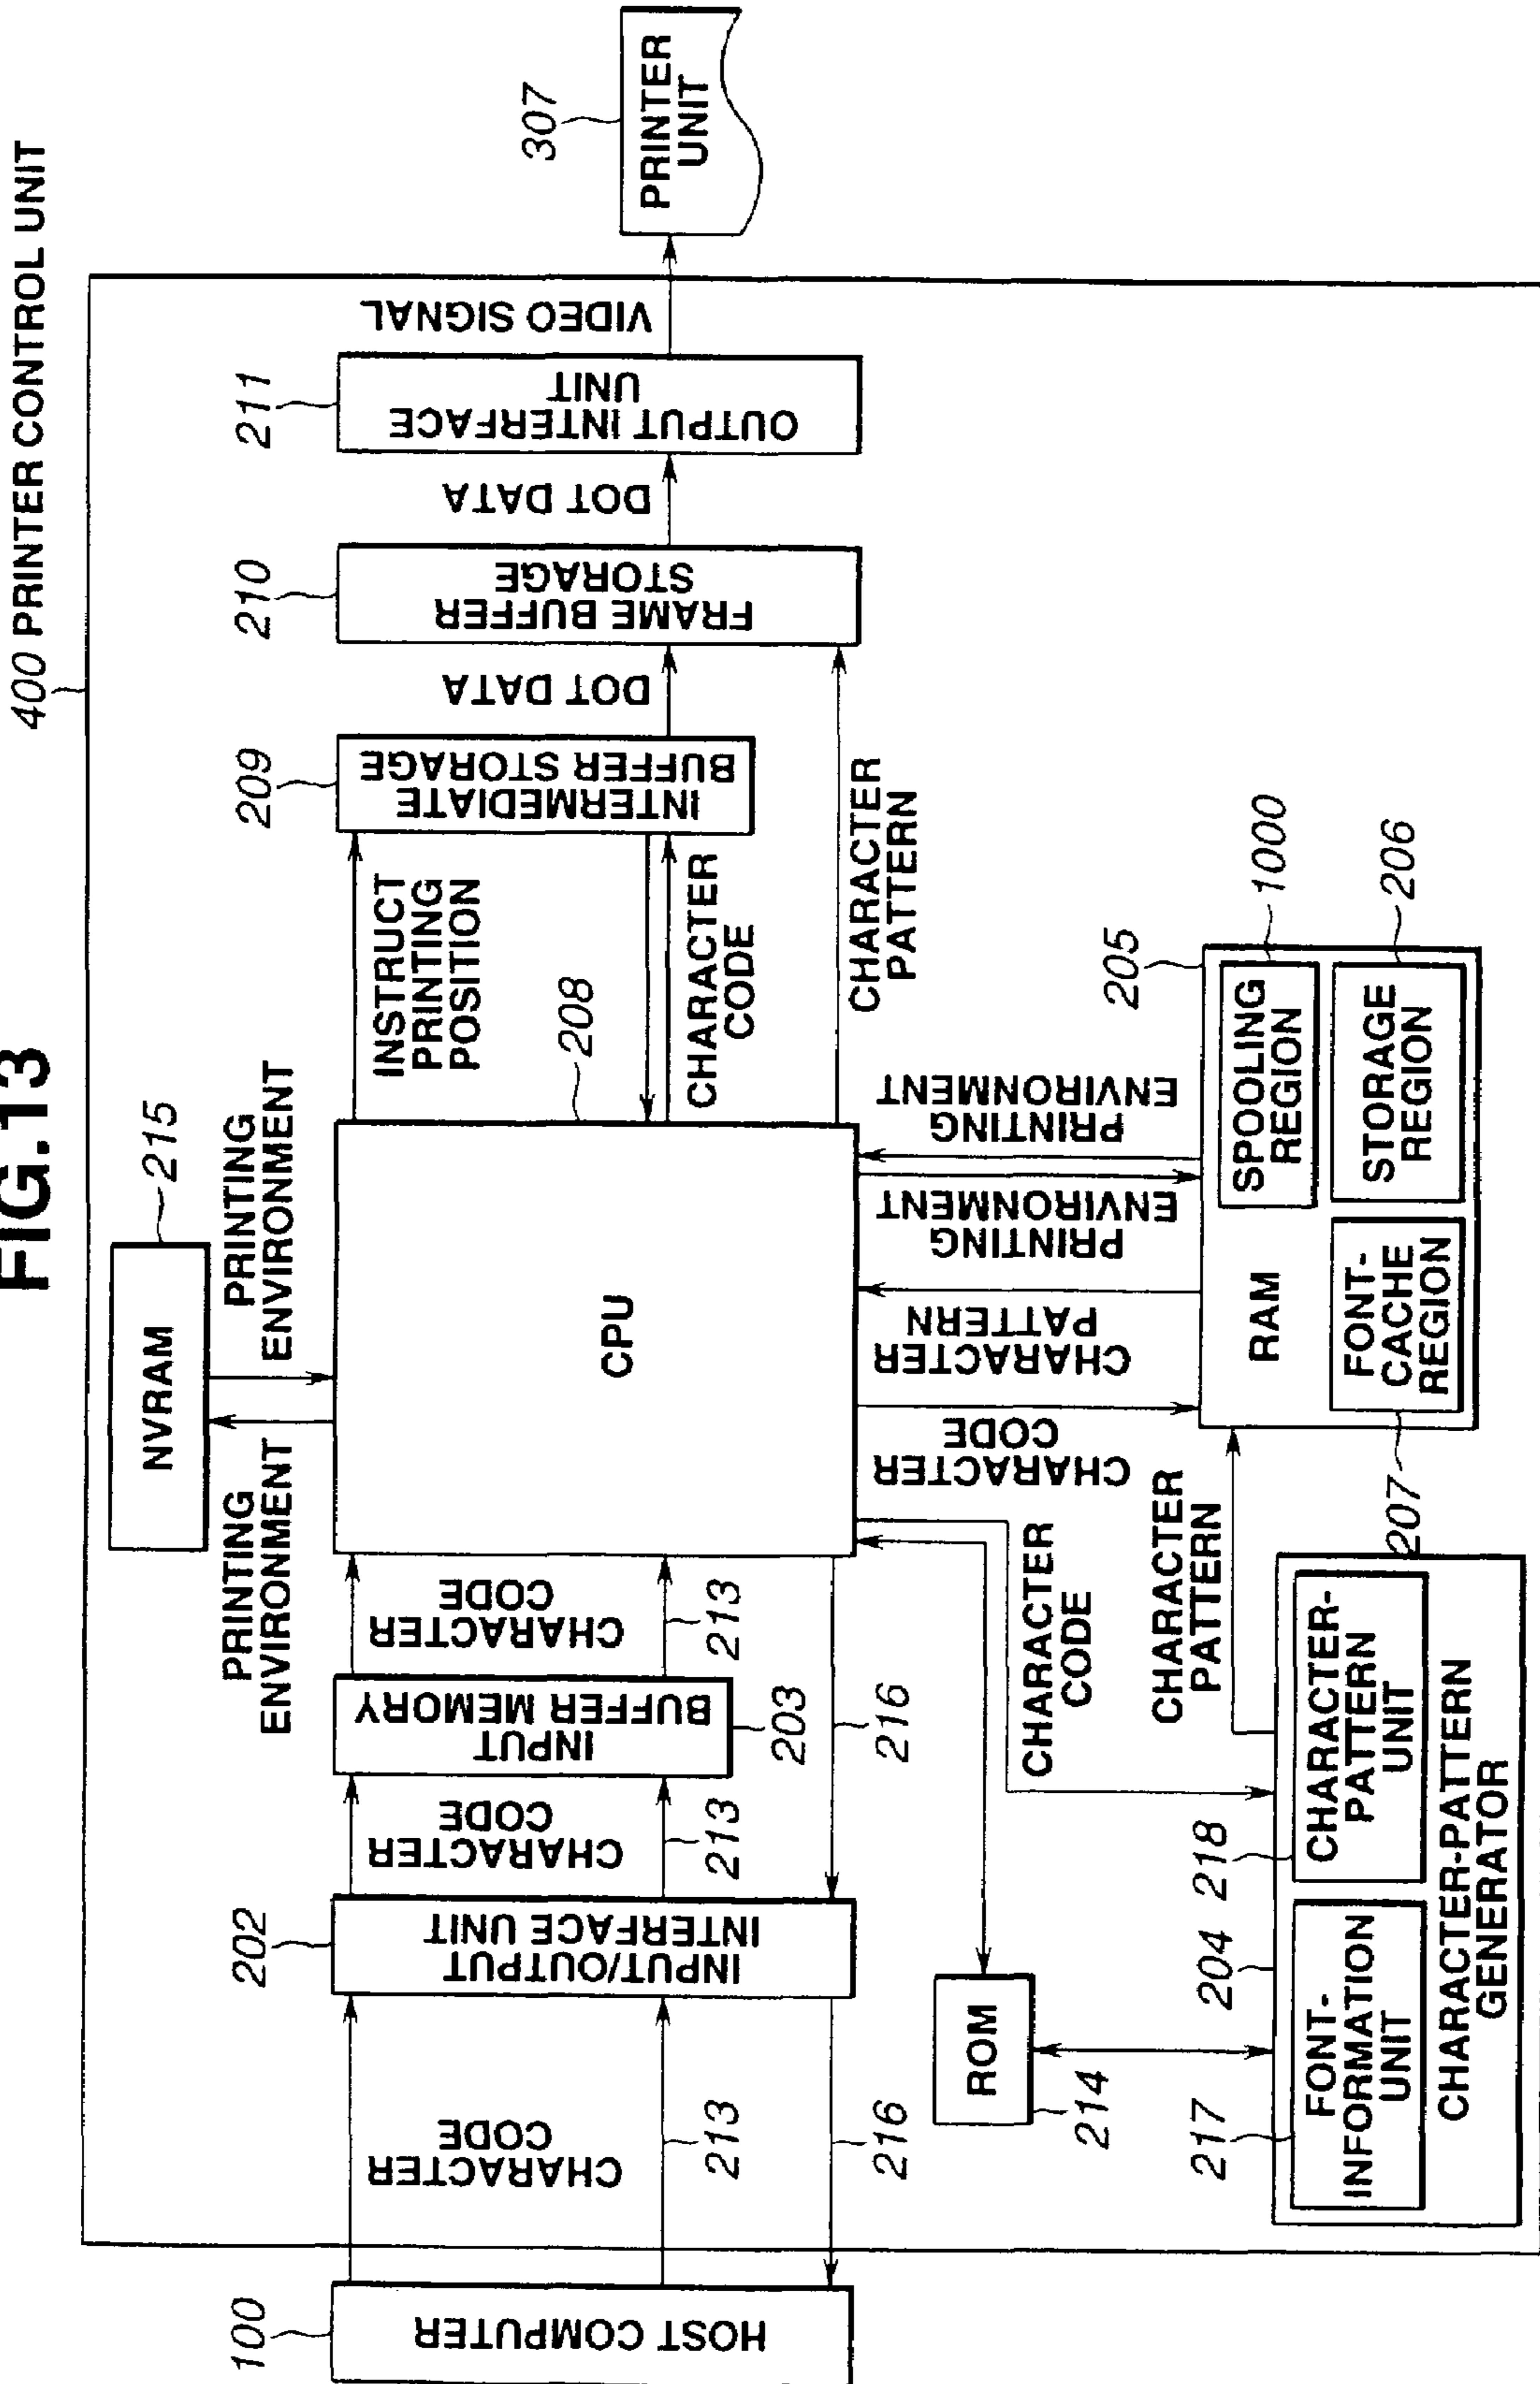 FIG.13
400 PRINTER CONTROL UNIT
100
HOST COMPUTER
CHARACTER
CODE
213
216
202
INPUT/OUTPUT
INTERFACE UNIT
CHARACTER
CODE
213
INPUT
BUFFER MEMORY
203
216
CHARACTER
CODE
213
NVRAM
215
PRINTING
ENVIRONMENT
PRINTING
ENVIRONMENT
CPU
208
INSTRUCT
PRINTING
POSITION
CHARACTER
CODE
209
INTERMEDIATE
BUFFER STORAGE
CHARACTER
PATTERN
DOT DATA
210
FRAME BUFFER
STORAGE
DOT DATA
211
OUTPUT INTERFACE
UNIT
VIDEO SIGNAL
307
PRINTER
UNIT
ROM
214
CHARACTER
CODE
CHARACTER
CODE
CHARACTER
PATTERN
PRINTING
ENVIRONMENT
PRINTING
ENVIRONMENT
217
FONT-
INFORMATION
UNIT
204
218
CHARACTER-
PATTERN
UNIT
CHARACTER-PATTERN
GENERATOR
CHARACTER
PATTERN
205
RAM
SPOOLING
REGION
1000
207
FONT-
CACHE
REGION
STORAGE
REGION
206